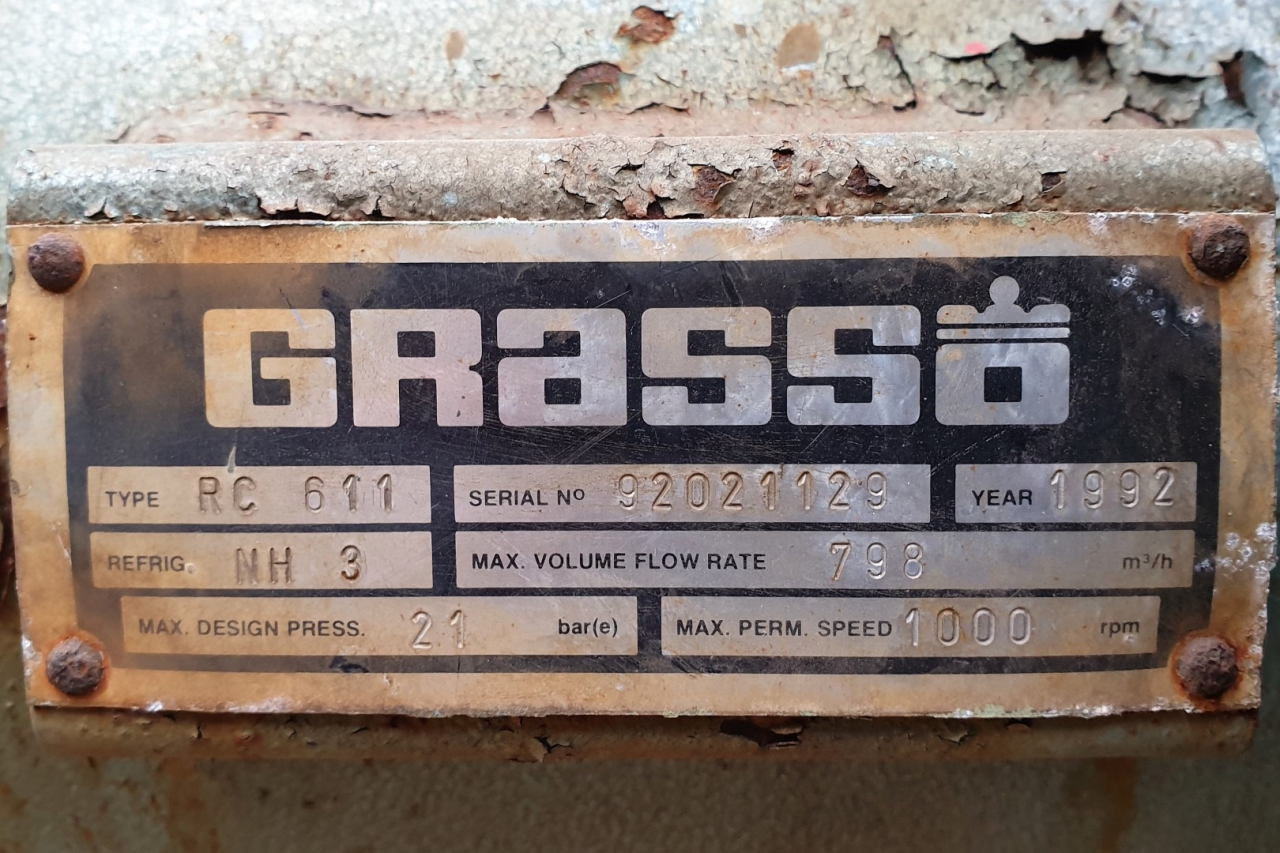 GRasso
TYPE RC 611 SERIAL Nº 92021129 YEAR 1992
REFRIG. NH 3 MAX. VOLUME FLOW RATE 798 m³/h
MAX. DESIGN PRESS. 21 bar(e) MAX. PERM. SPEED 1000 rpm